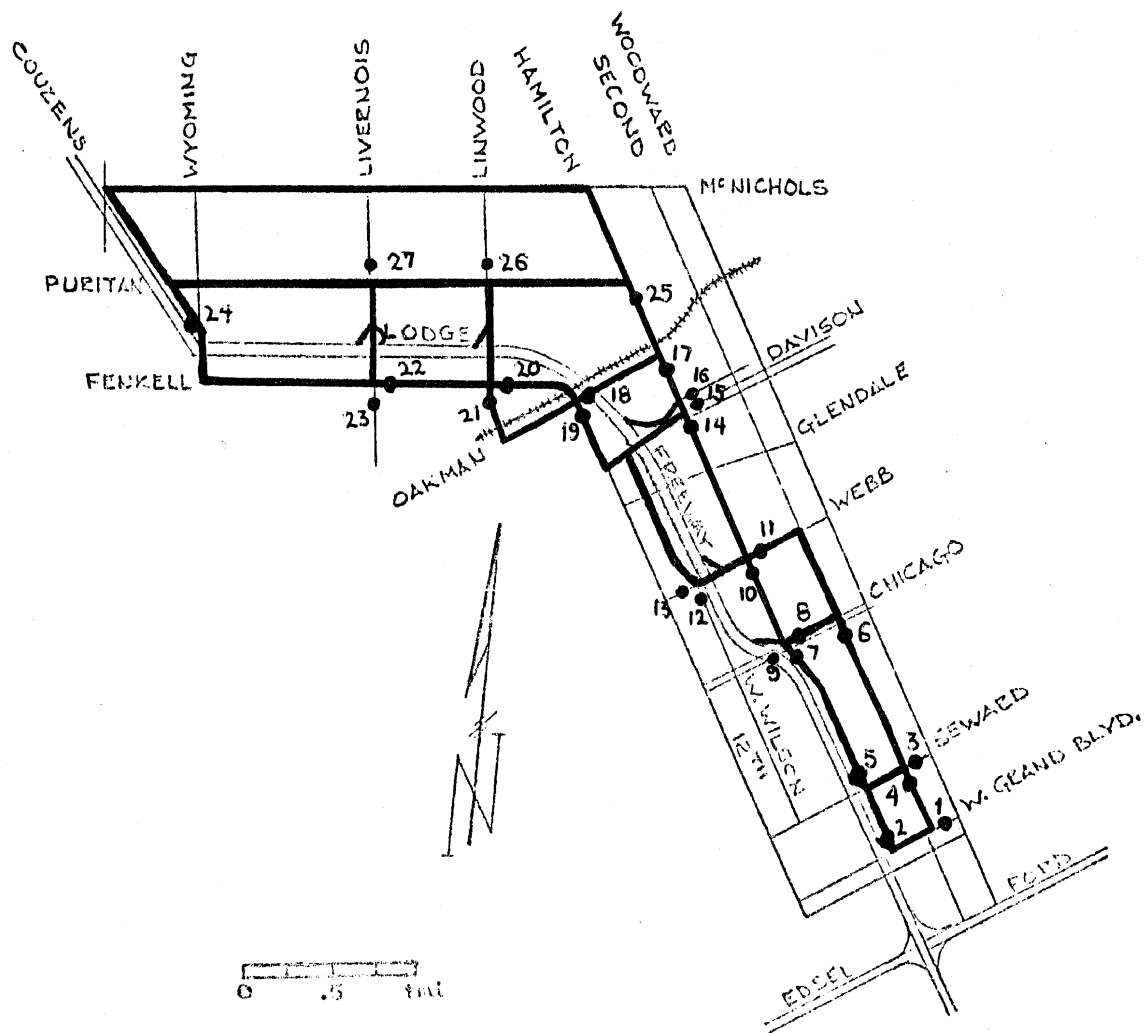 COUZENS
WYOMING
LIVERNOIS
LINWOOD
HAMILTON
SECOND
WOODWARD
McNICHOLS
PURITAN
27
26
25
24
LODGE
22
20
FENKELL
23
21
19
18
17
16
15
14
DAVISON
GLENDALE
OAKMAN
FREEWAY
WEBB
11
10
13
12
CHICAGO
8
6
9
7
W. WILSON
12TH
SEWARD
5
3
4
W. GRAND BLVD.
1
2
N
FORD
EDSEL
0 .5 1mi